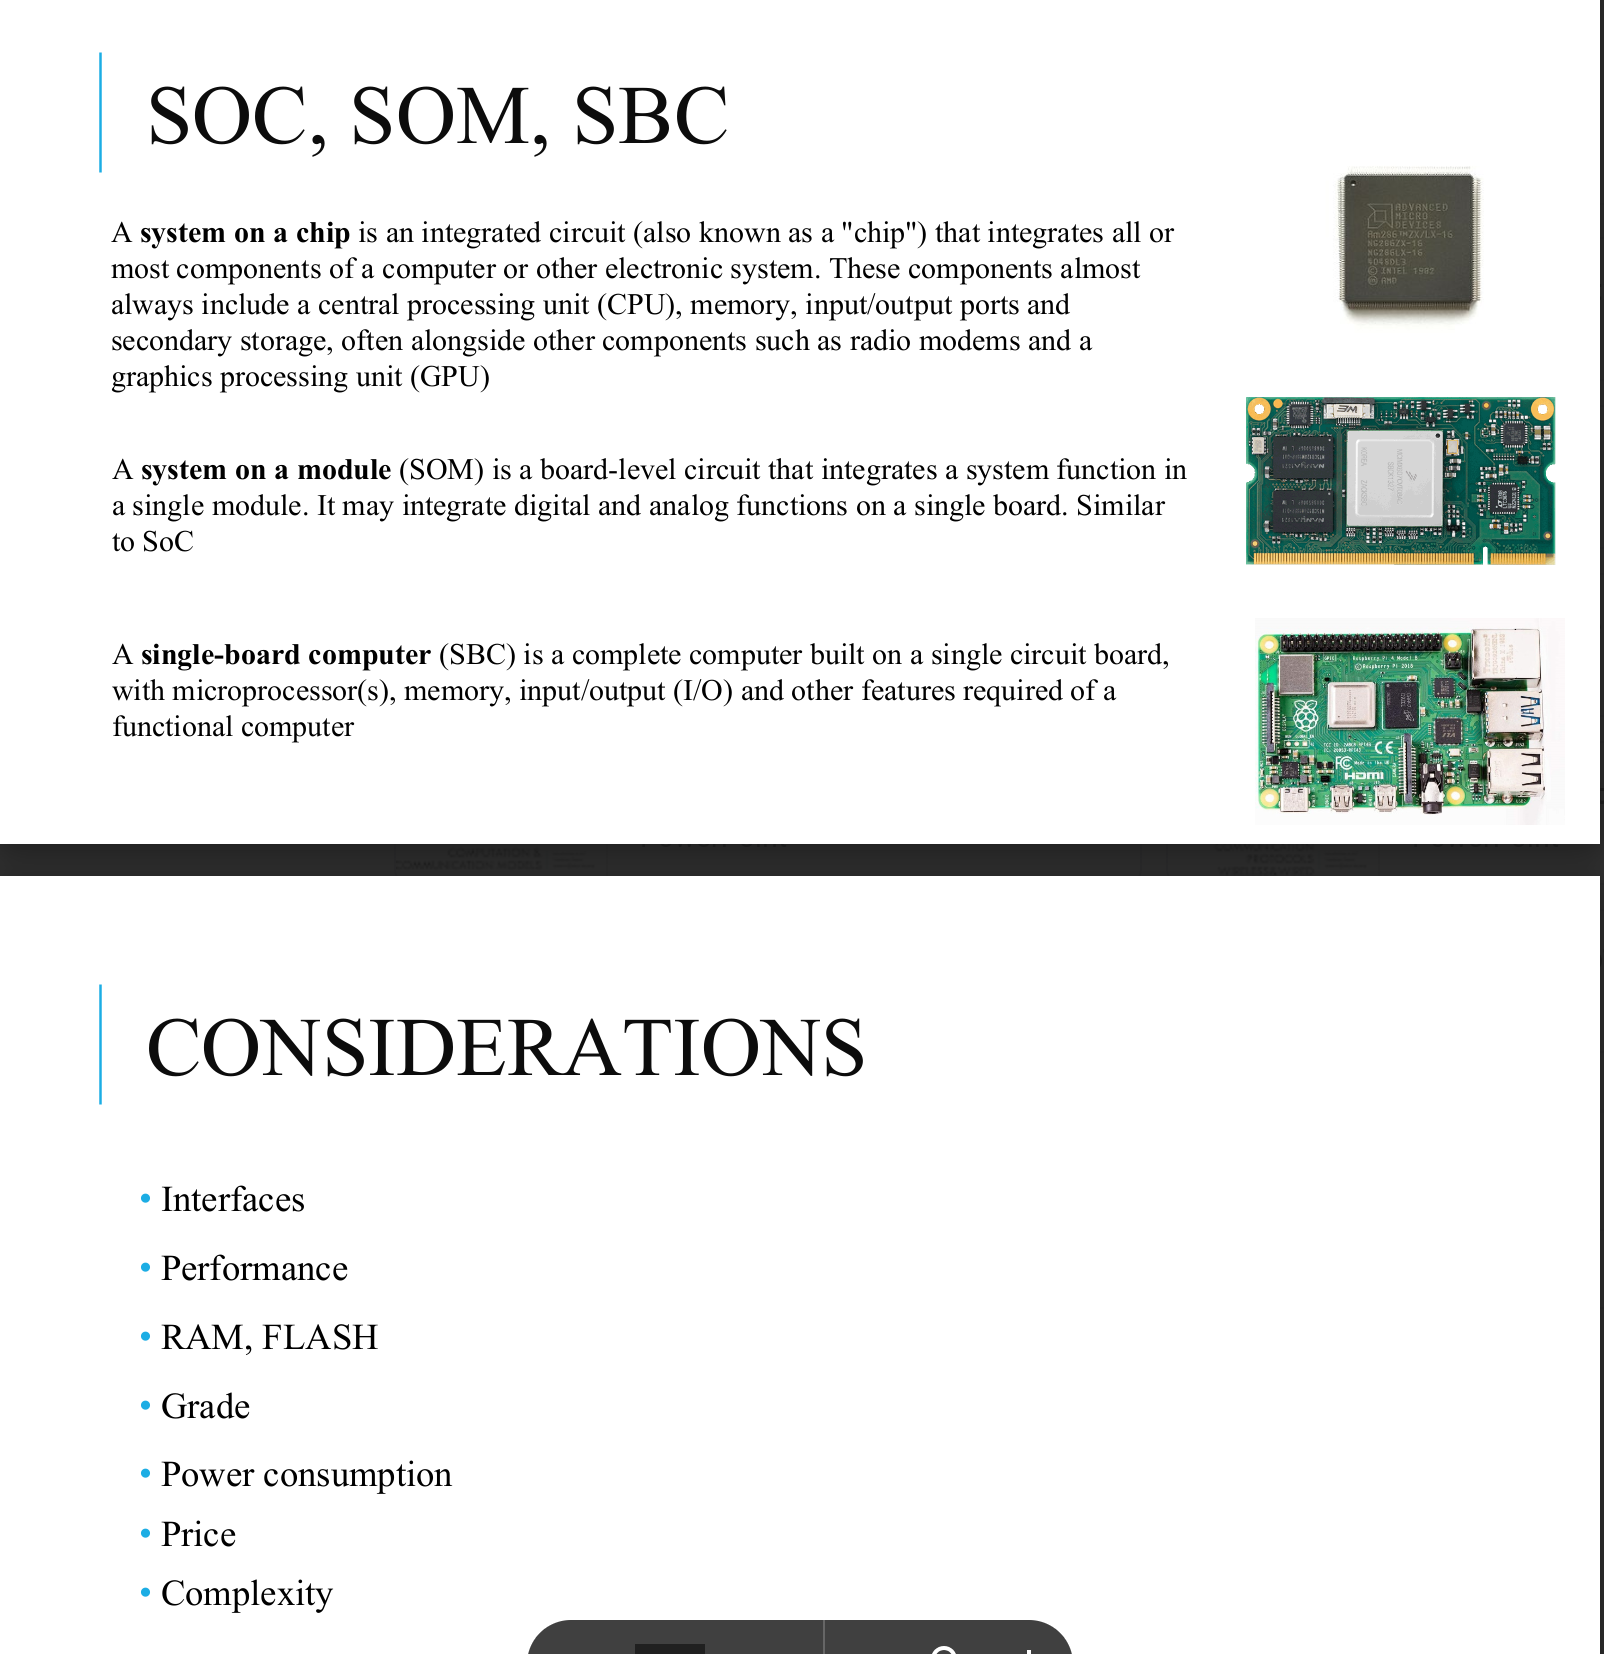 SOC, SOM, SBC
A system on a chip is an integrated circuit (also known as a "chip") that integrates all or
most components of a computer or other electronic system. These components almost
always include a central processing unit (CPU), memory, input/output ports and
secondary storage, often alongside other components such as radio modems and a
graphics processing unit (GPU)
ADVANCED
MICRO
DEVICES
Am286™ZX/LX-16
NG286ZX-16
NG286LX-16
© INTEL 1982
AMD
A system on a module (SOM) is a board-level circuit that integrates a system function in
a single module. It may integrate digital and analog functions on a single board. Similar
to SoC
A single-board computer (SBC) is a complete computer built on a single circuit board,
with microprocessor(s), memory, input/output (I/O) and other features required of a
functional computer
Raspberry Pi 4 Model B
© Raspberry Pi 2018
FC
CE
HDMI
CONSIDERATIONS
• Interfaces
• Performance
• RAM, FLASH
• Grade
• Power consumption
• Price
• Complexity